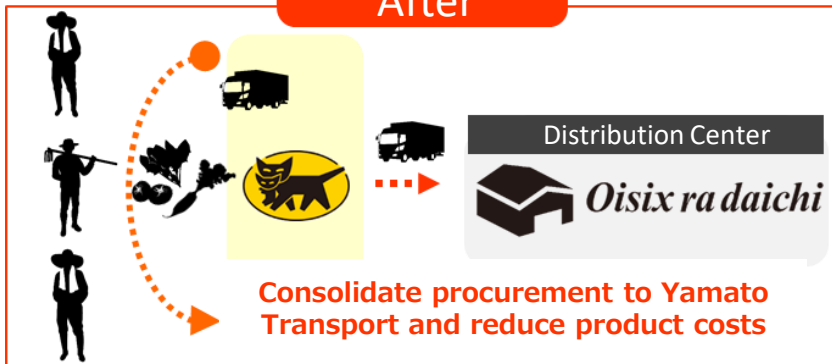 After
Distribution Center
Oisix ra daichi
Consolidate procurement to Yamato
Transport and reduce product costs